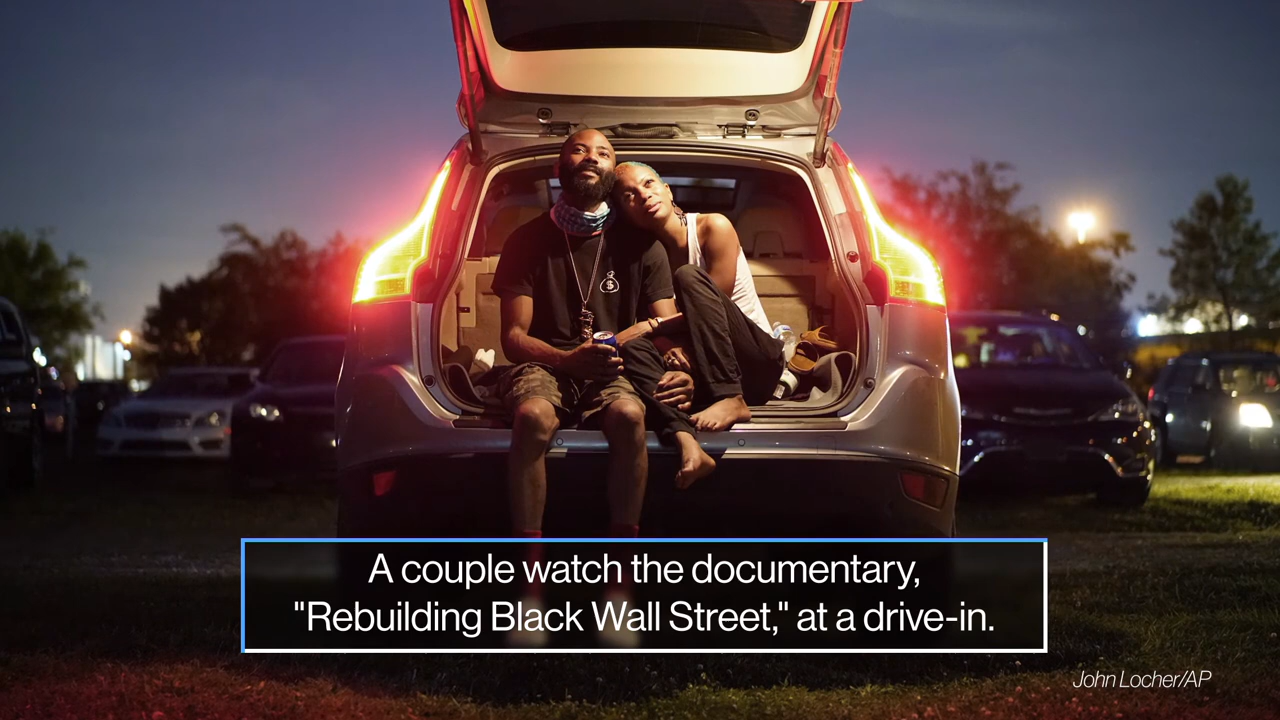 $
A couple watch the documentary,
"Rebuilding Black Wall Street," at a drive-in.
John Locher/AP